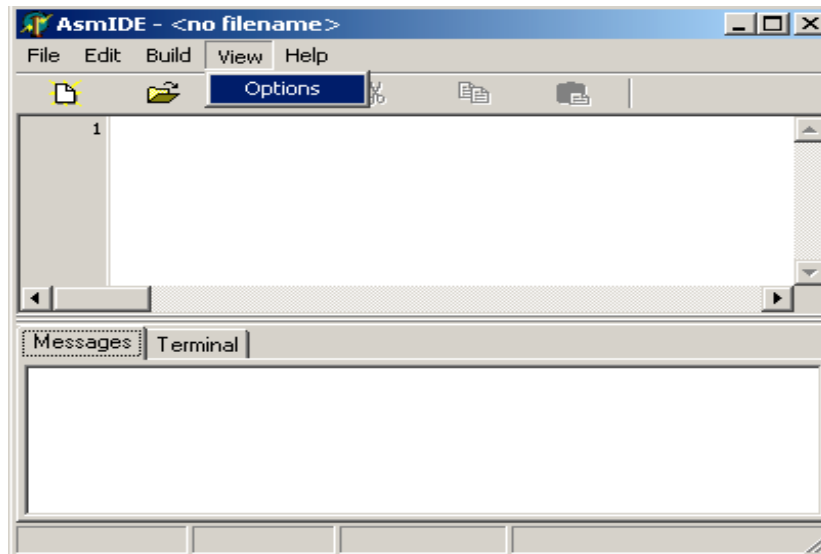 AsmIDE - <no filename>
File Edit Build View Help
Options
1
Messages Terminal